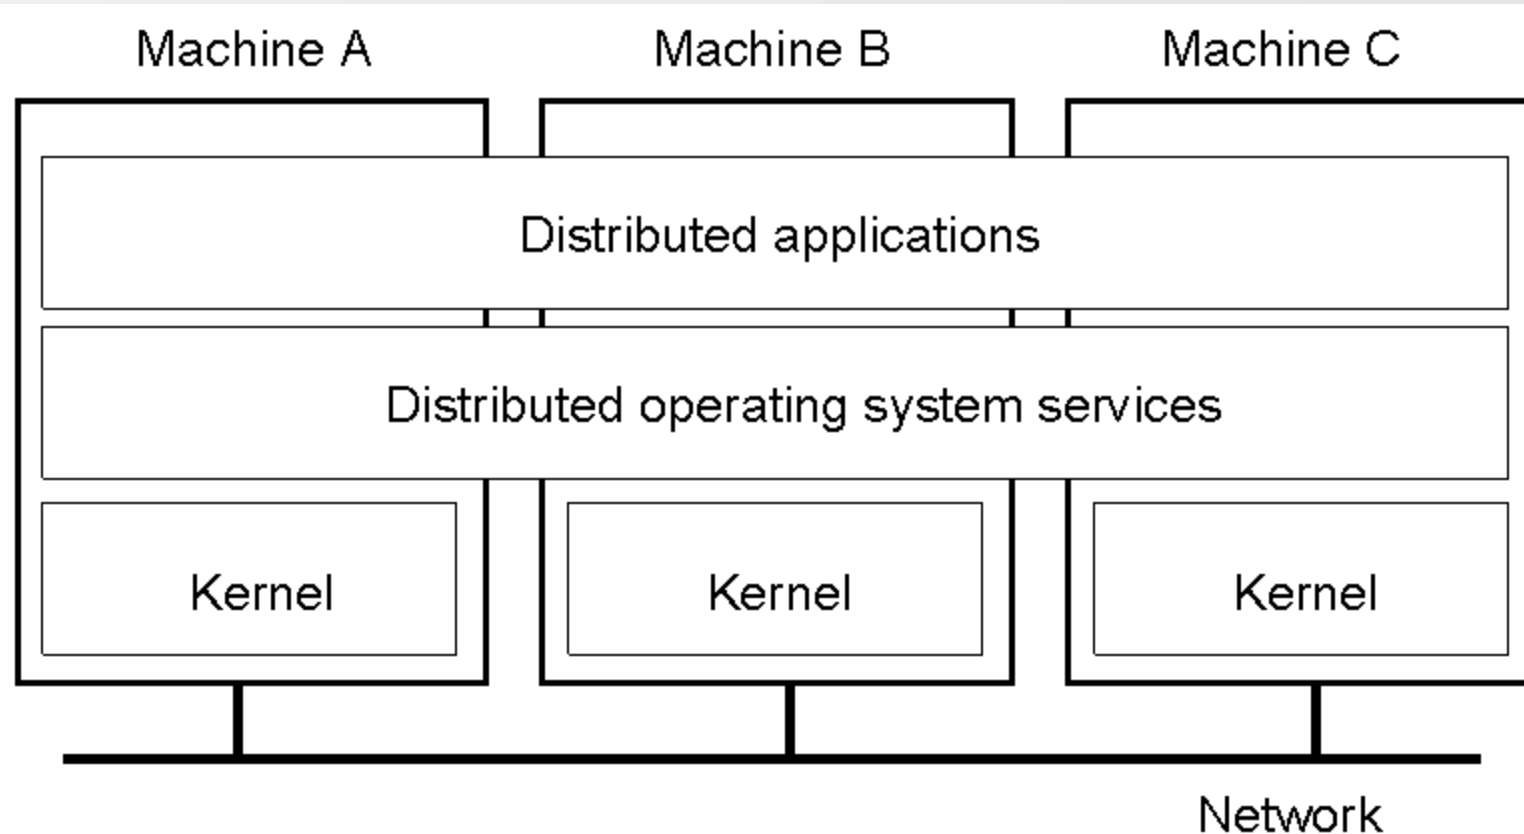 Machine A
Machine B
Machine C
Distributed applications
Distributed operating system services
Kernel
Kernel
Kernel
Network